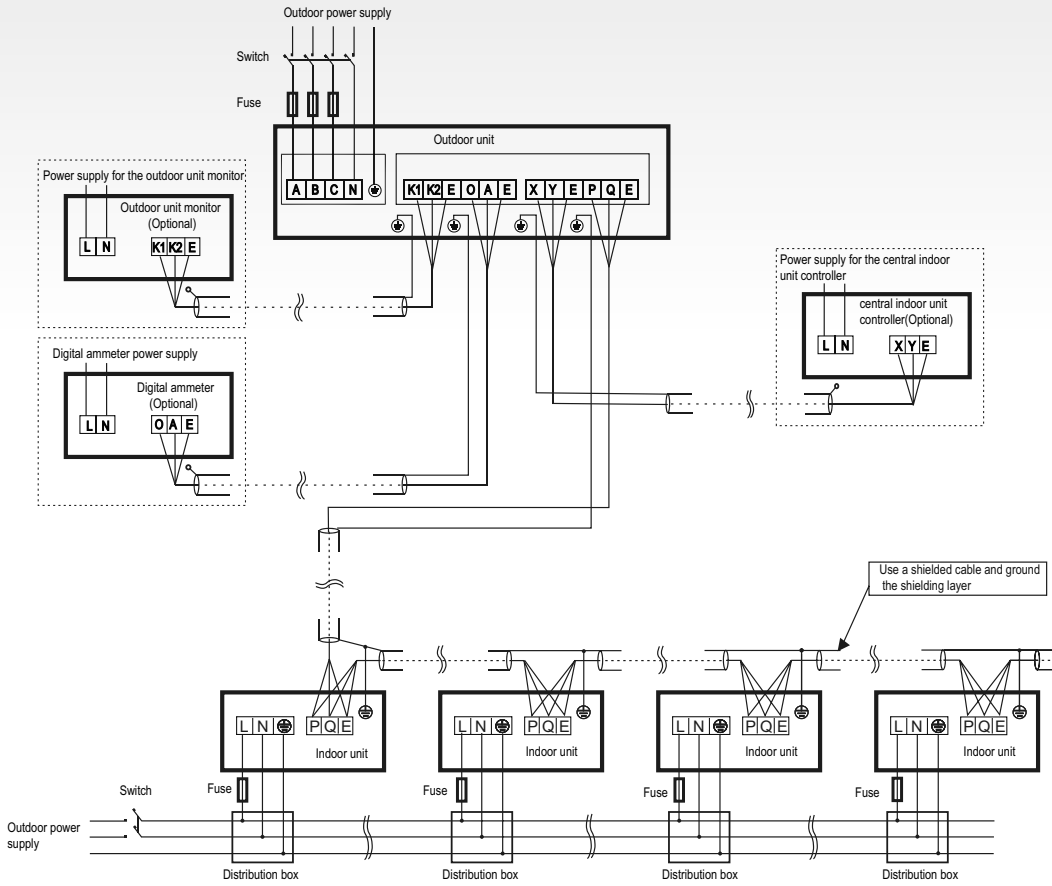 Outdoor power supply
Switch
Fuse
Outdoor unit
A B C N
K1 K2 E O A E
X Y E P Q E
Power supply for the outdoor unit monitor
Outdoor unit monitor
(Optional)
L N
K1 K2 E
Power supply for the central indoor
unit controller
central indoor unit
controller(Optional)
L N
X Y E
Digital ammeter power supply
Digital ammeter
(Optional)
L N
O A E
Use a shielded cable and ground
the shielding layer
L N
P Q E
Indoor unit
L N
P Q E
Indoor unit
L N
P Q E
Indoor unit
L N
P Q E
Indoor unit
Switch
Fuse
Fuse
Fuse
Fuse
Outdoor power
supply
Distribution box
Distribution box
Distribution box
Distribution box